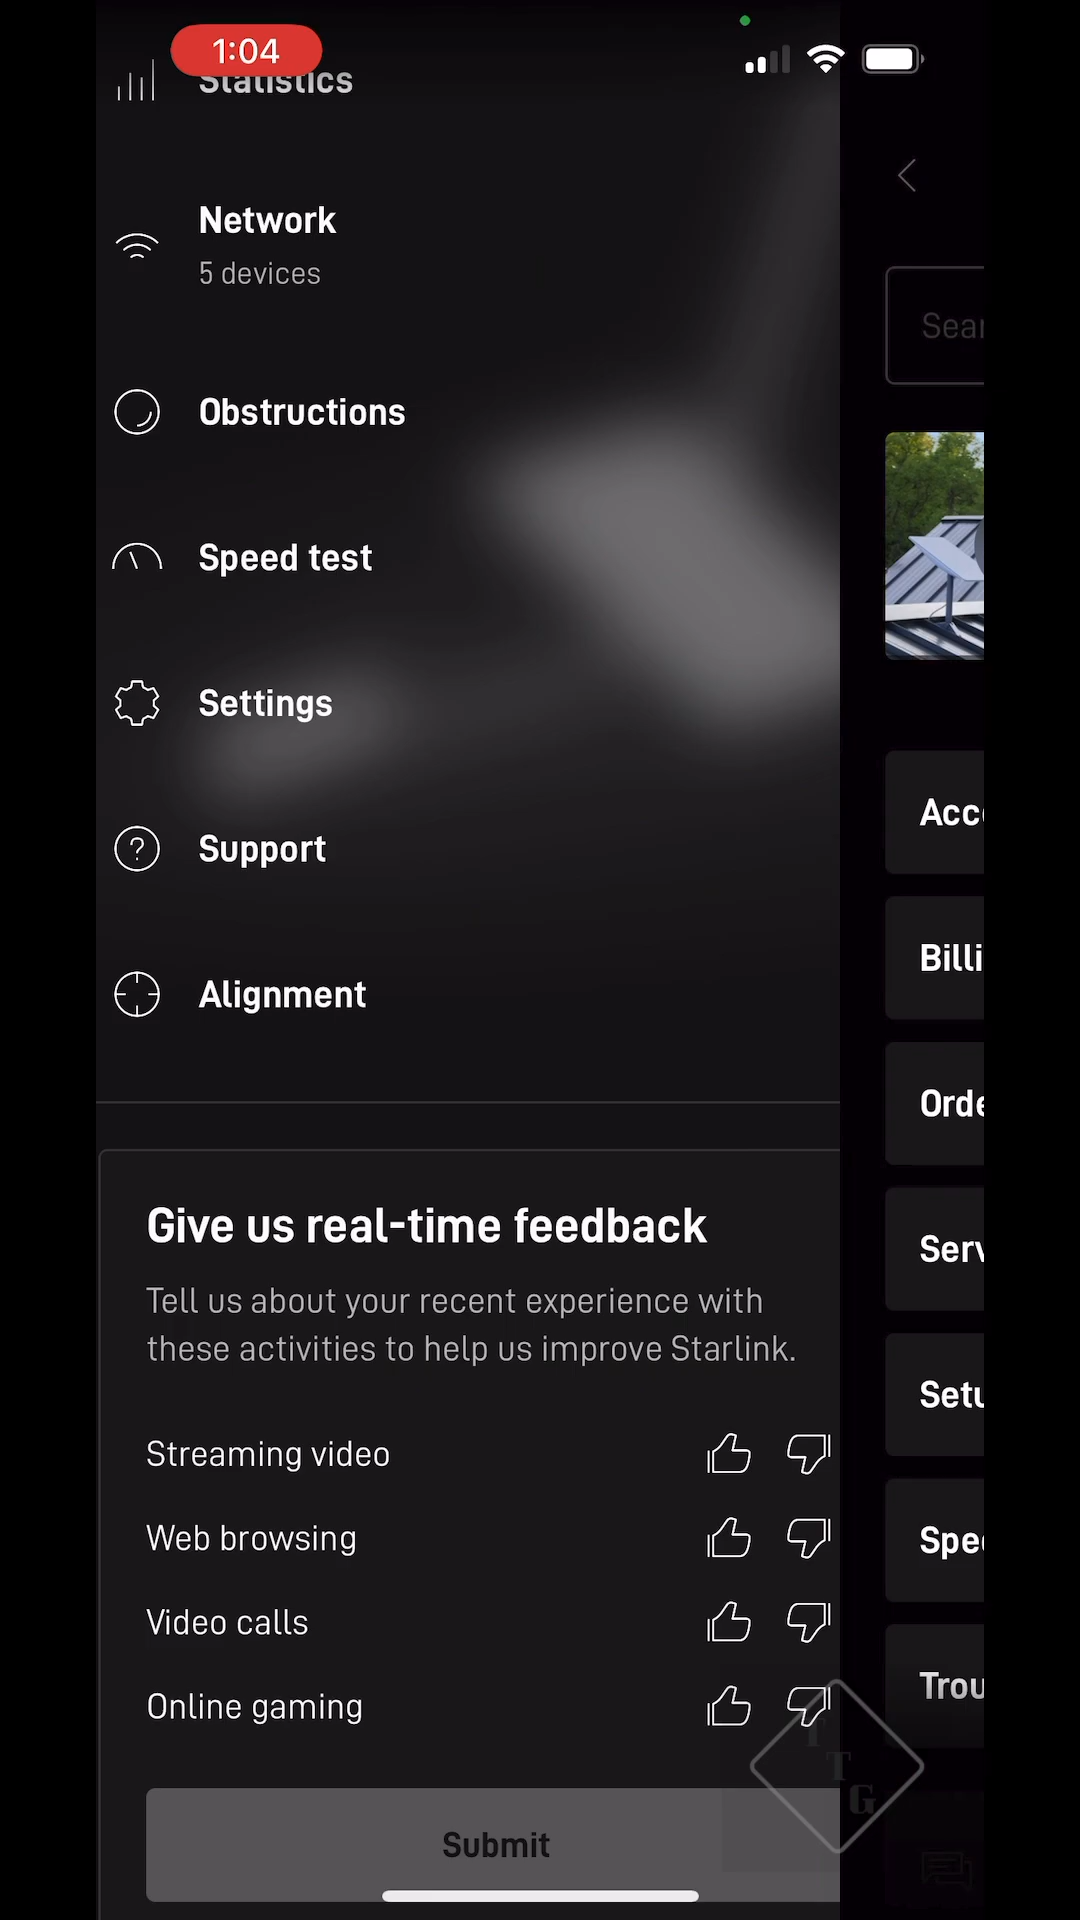 1:04
Statistics
Network
5 devices
Obstructions
Speed test
Settings
Support
Alignment
Give us real-time feedback
Tell us about your recent experience with
these activities to help us improve Starlink.
Streaming video
Web browsing
Video calls
Online gaming
Submit
Sear
Acc
Billi
Orde
Serv
Setu
Spe
Trou
T
T
G